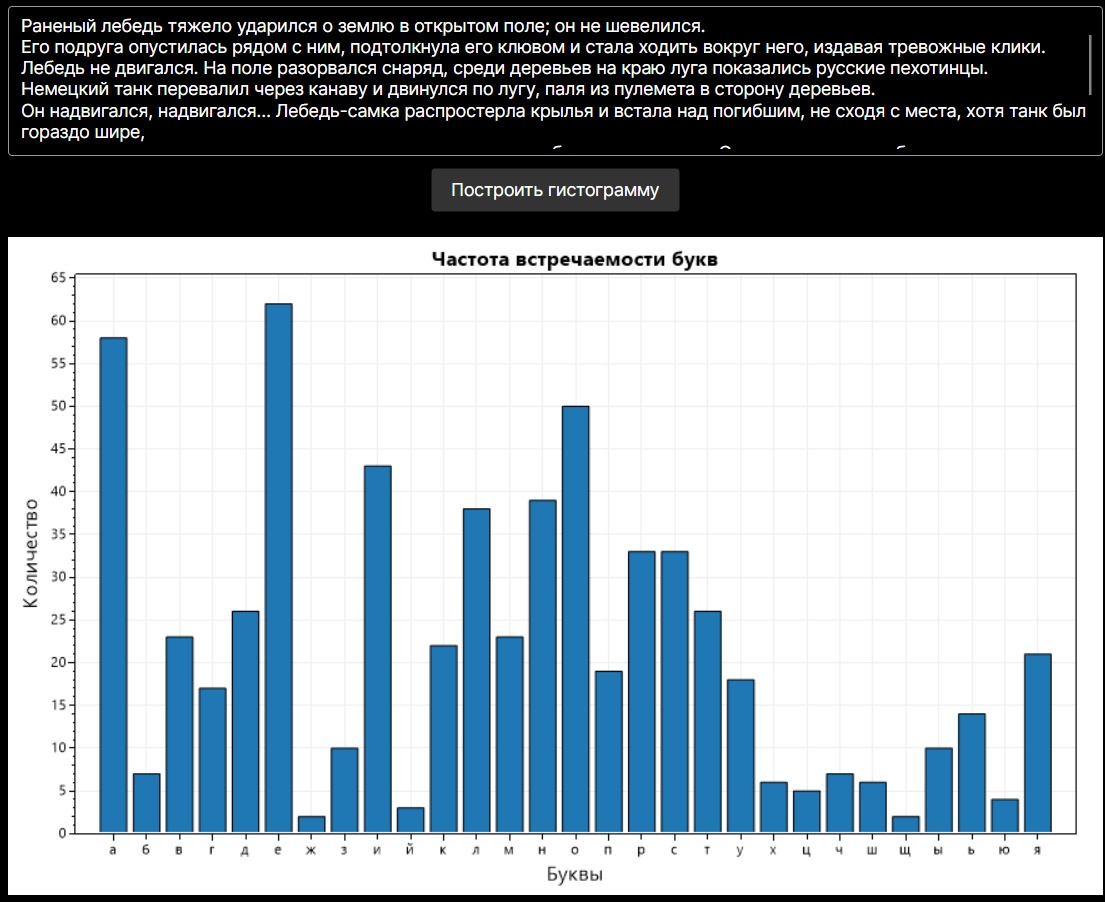 Раненый лебедь тяжело ударился о землю в открытом поле; он не шевелился.
Его подруга опустилась рядом с ним, подтолкнула его клювом и стала ходить вокруг него, издавая тревожные клики.
Лебедь не двигался. На поле разорвался снаряд, среди деревьев на краю луга показались русские пехотинцы.
Немецкий танк перевалил через канаву и двинулся по лугу, паля из пулемета в сторону деревьев.
Он надвигался, надвигался... Лебедь-самка распростерла крылья и встала над погибшим, не сходя с места, хотя танк был
гораздо шире,
Построить гистограмму
Частота встречаемости букв
65
60
55
50
45
40
35
30
25
20
15
10
5
0
Количество
а б в г д е ж з и й к л м н о п р с т у х ц ч ш щ ы ь ю я
Буквы